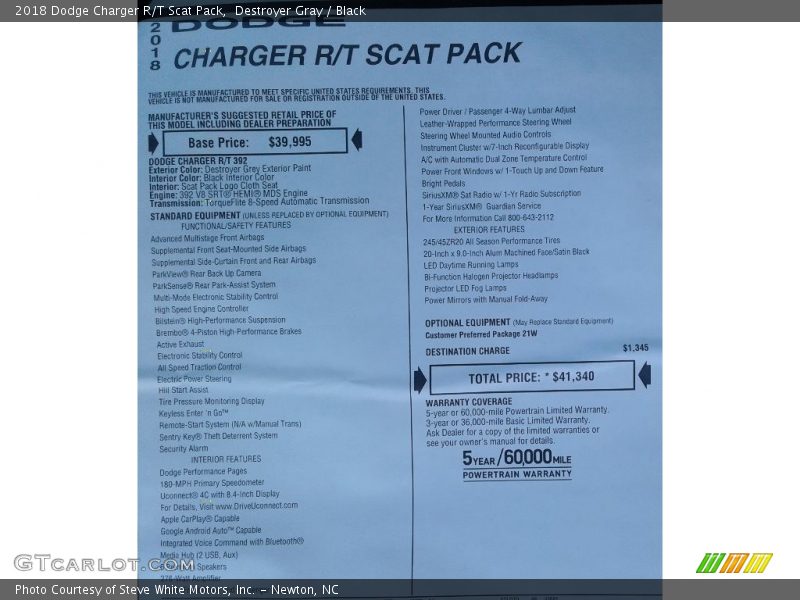 2018 Dodge Charger R/T Scat Pack, Destroyer Gray / Black
DODGE
2018
CHARGER R/T SCAT PACK
THIS VEHICLE IS MANUFACTURED TO MEET SPECIFIC UNITED STATES REQUIREMENTS. THIS
VEHICLE IS NOT MANUFACTURED FOR SALE OR REGISTRATION OUTSIDE OF THE UNITED STATES.
MANUFACTURER'S SUGGESTED RETAIL PRICE OF
THIS MODEL INCLUDING DEALER PREPARATION
Base Price: $39,995
DODGE CHARGER R/T 392
Exterior Color: Destroyer Grey Exterior Paint
Interior Color: Black Interior Color
Interior: Scat Pack Logo Cloth Seat
Engine: 392 V8 SRT® HEMI® MDS Engine
Transmission: TorqueFlite 8-Speed Automatic Transmission
STANDARD EQUIPMENT (UNLESS REPLACED BY OPTIONAL EQUIPMENT)
FUNCTIONAL/SAFETY FEATURES
Advanced Multistage Front Airbags
Supplemental Front Seat-Mounted Side Airbags
Supplemental Side-Curtain Front and Rear Airbags
ParkView® Rear Back Up Camera
ParkSense® Rear Park-Assist System
Multi-Mode Electronic Stability Control
High Speed Engine Controller
Bilstein® High-Performance Suspension
Brembo® 4-Piston High-Performance Brakes
Active Exhaust
Electronic Stability Control
All Speed Traction Control
Electric Power Steering
Hill Start Assist
Tire Pressure Monitoring Display
Keyless Enter 'n Go™
Remote-Start System (N/A w/Manual Trans)
Sentry Key® Theft Deterrent System
Security Alarm
INTERIOR FEATURES
Dodge Performance Pages
180-MPH Primary Speedometer
Uconnect® 4C with 8.4-Inch Display
For Details, Visit www.DriveUconnect.com
Apple CarPlay® Capable
Google Android Auto™ Capable
Integrated Voice Command with Bluetooth®
Media Hub (2 USB, Aux)
Speakers
276-Watt Amplifier
Power Driver / Passenger 4-Way Lumbar Adjust
Leather-Wrapped Performance Steering Wheel
Steering Wheel Mounted Audio Controls
Instrument Cluster w/7-Inch Reconfigurable Display
A/C with Automatic Dual Zone Temperature Control
Power Front Windows w/ 1-Touch Up and Down Feature
Bright Pedals
SiriusXM® Sat Radio w/ 1-Yr Radio Subscription
1-Year SiriusXM® Guardian Service
For More Information Call 800-643-2112
EXTERIOR FEATURES
245/45ZR20 All Season Performance Tires
20-Inch x 9.0-Inch Alum Machined Face/Satin Black
LED Daytime Running Lamps
Bi-Function Halogen Projector Headlamps
Projector LED Fog Lamps
Power Mirrors with Manual Fold-Away
OPTIONAL EQUIPMENT (May Replace Standard Equipment)
Customer Preferred Package 21W
DESTINATION CHARGE $1,345
TOTAL PRICE: * $41,340
WARRANTY COVERAGE
5-year or 60,000-mile Powertrain Limited Warranty.
3-year or 36,000-mile Basic Limited Warranty.
Ask Dealer for a copy of the limited warranties or
see your owner's manual for details.
5 YEAR / 60,000 MILE
POWERTRAIN WARRANTY
GTCarLot.com
Photo Courtesy of Steve White Motors, Inc. – Newton, NC